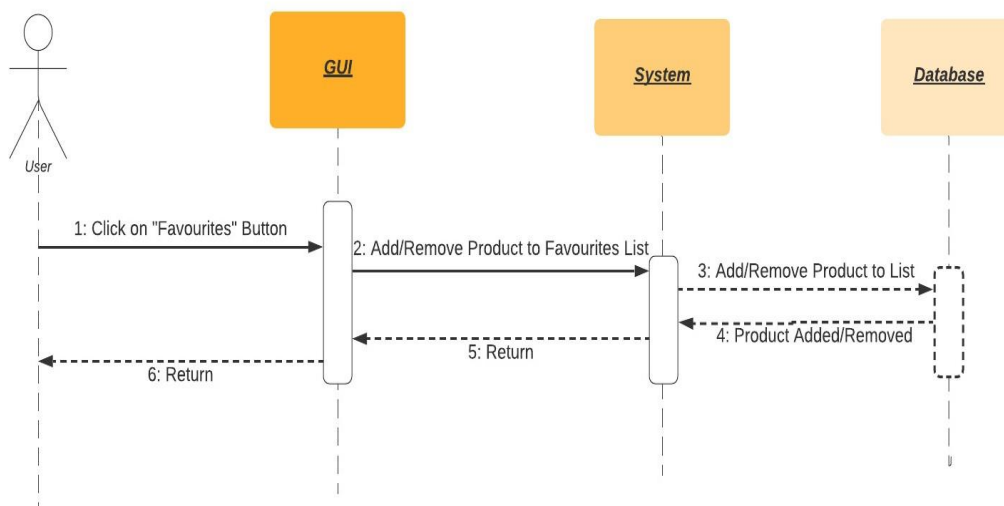 GUI
System
Database
User
1: Click on "Favourites" Button
2: Add/Remove Product to Favourites List
3: Add/Remove Product to List
4: Product Added/Removed
5: Return
6: Return